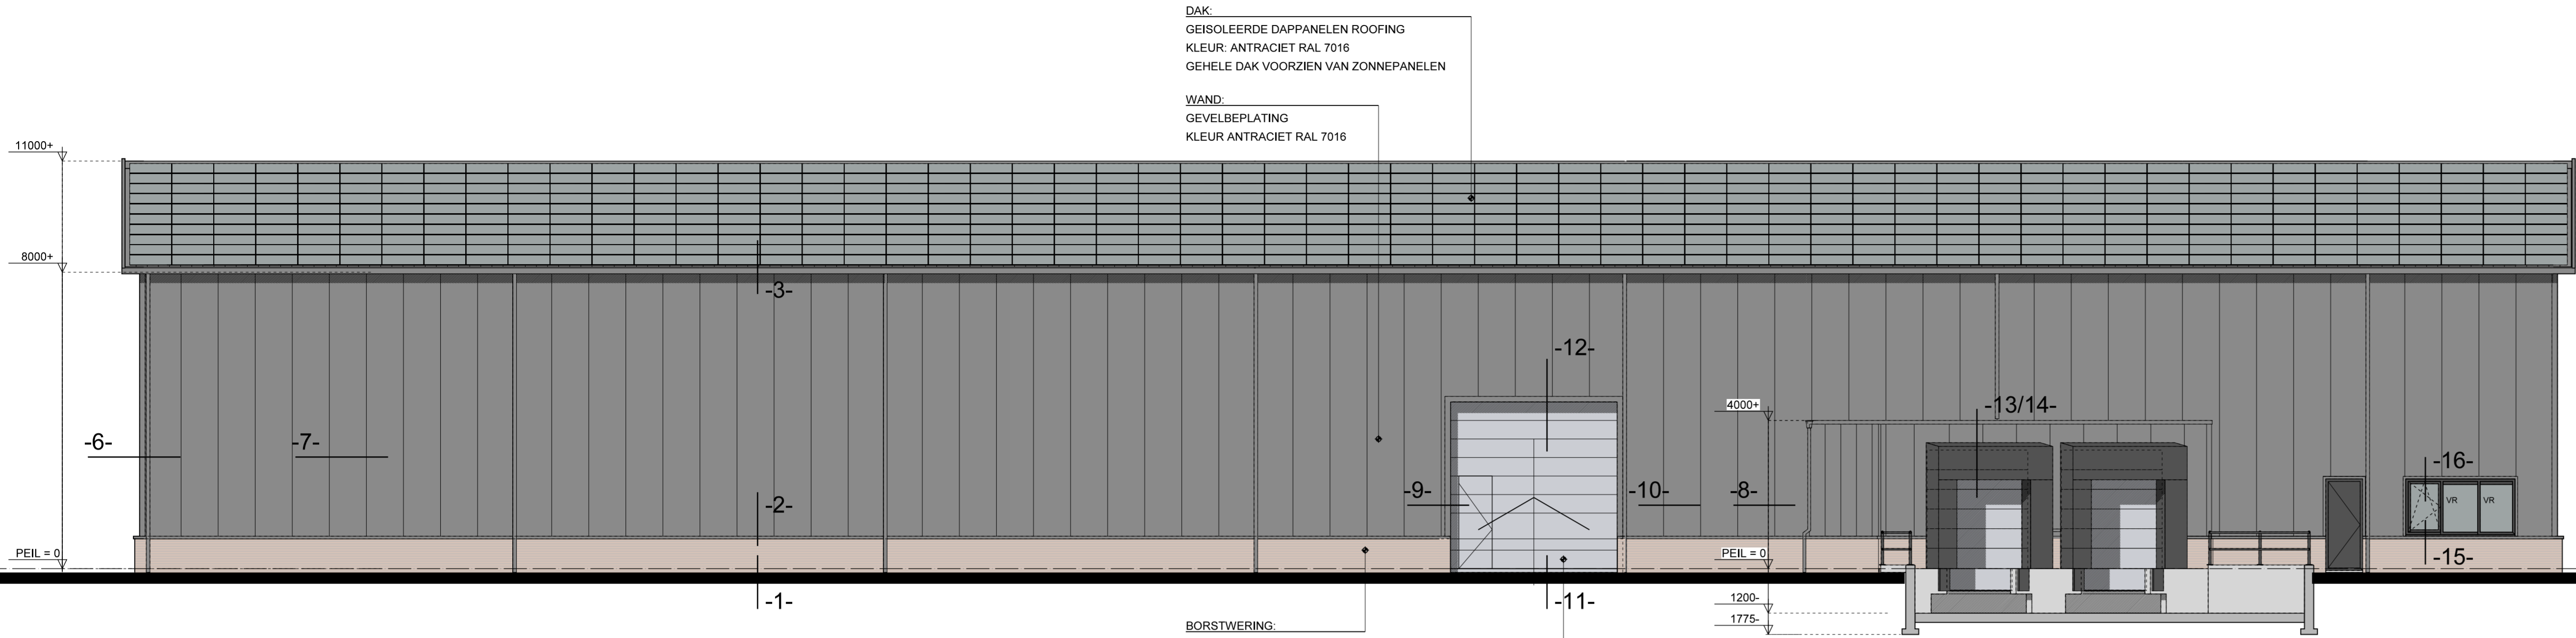 DAK:
GEISOLEERDE DAPPANELEN ROOFING
KLEUR: ANTRACIET RAL 7016
GEHELE DAK VOORZIEN VAN ZONNEPANELEN
WAND:
GEVELBEPLATING
KLEUR ANTRACIET RAL 7016
11000+
8000+
-3-
-12-
4000+
-13/14-
-6-
-7-
-16-
-9-
-10-
-8-
VR
VR
-2-
PEIL = 0
PEIL = 0
-15-
-1-
-11-
1200-
1775-
BORSTWERING: